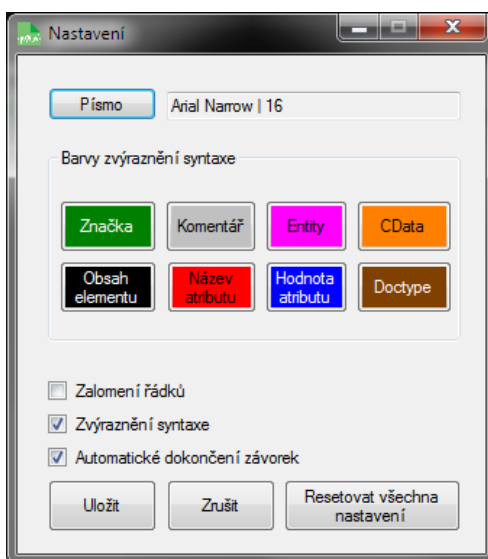 Nastavení
Písmo
Arial Narrow | 16
Barvy zvýraznění syntaxe
Značka
Komentář
Entity
CData
Obsah
elementu
Název
atributu
Hodnota
atributu
Doctype
Zalomení řádků
Zvýraznění syntaxe
Automatické dokončení závorek
Uložit
Zrušit
Resetovat všechna
nastavení